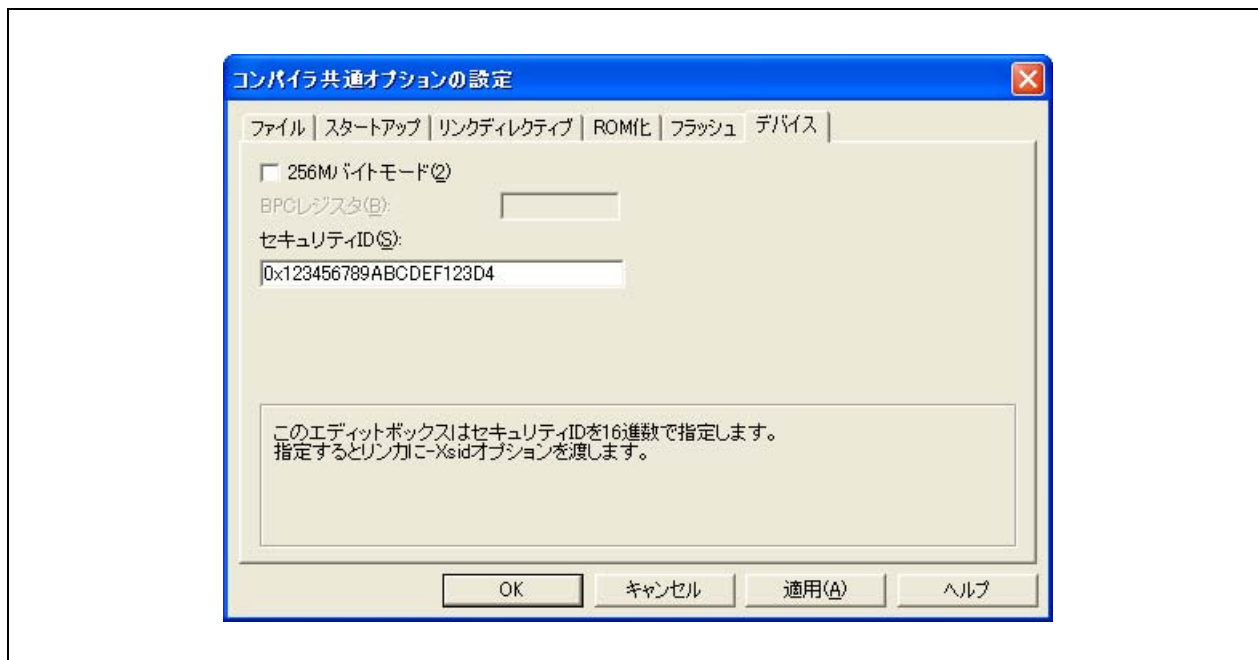 コンパイラ共通オプションの設定
ファイル スタートアップ リンクディレクティブ ROM化 フラッシュ デバイス
256Mバイトモード(2)
BPCレジスタ(B):
セキュリティID(S):
0x123456789ABCDEF123D4
このエディットボックスはセキュリティIDを16進数で指定します。
指定するとリンカに-Xsidオプションを渡します。
OK キャンセル 適用(A) ヘルプ